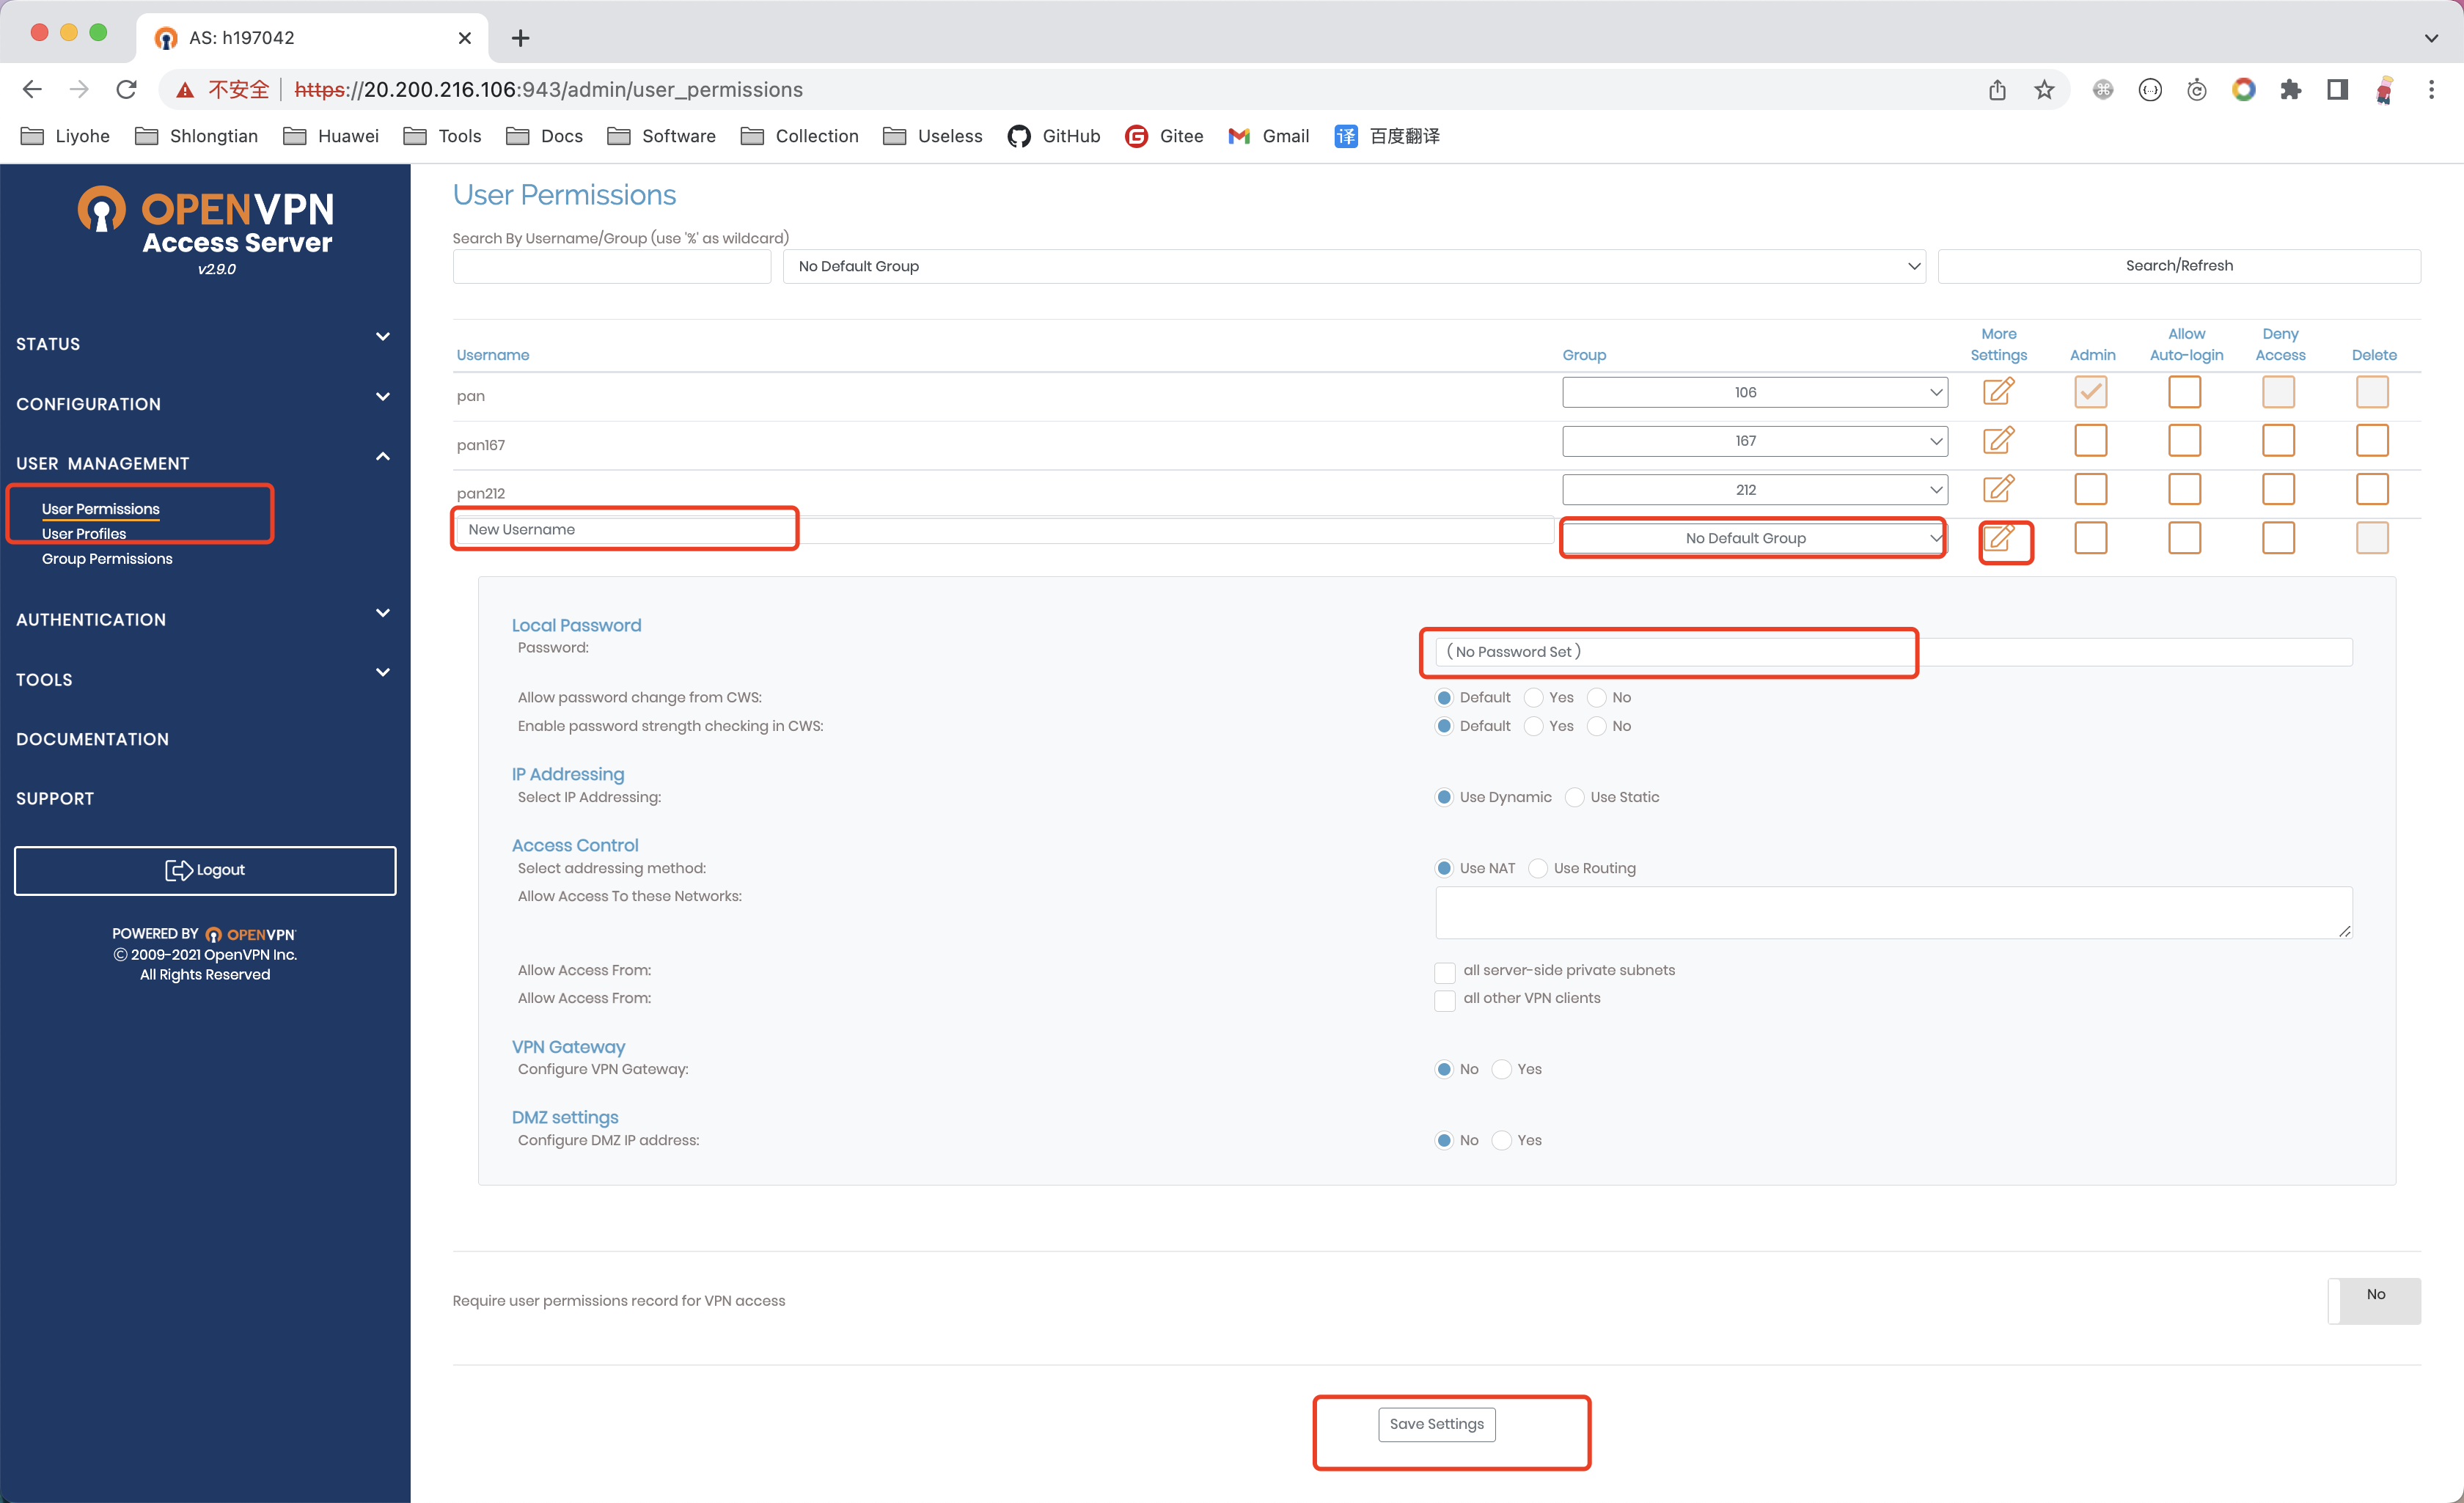 AS: h197042
不安全 https://20.200.216.106:943/admin/user_permissions
Liyohe Shlongtian Huawei Tools Docs Software Collection Useless GitHub Gitee Gmail 译 百度翻译
OPENVPN
Access Server
v2.9.0
STATUS
CONFIGURATION
USER MANAGEMENT
User Permissions
User Profiles
Group Permissions
AUTHENTICATION
TOOLS
DOCUMENTATION
SUPPORT
Logout
POWERED BY OPENVPN
© 2009-2021 OpenVPN Inc.
All Rights Reserved
User Permissions
Search By Username/Group (use '%' as wildcard)
No Default Group Search/Refresh
Username Group More Settings Admin Allow Auto-login Deny Access Delete
pan 106
pan167 167
pan212 212
New Username No Default Group
Local Password
Password: ( No Password Set )
Allow password change from CWS: Default Yes No
Enable password strength checking in CWS: Default Yes No
IP Addressing
Select IP Addressing: Use Dynamic Use Static
Access Control
Select addressing method: Use NAT Use Routing
Allow Access To these Networks:
Allow Access From: all server-side private subnets
Allow Access From: all other VPN clients
VPN Gateway
Configure VPN Gateway: No Yes
DMZ settings
Configure DMZ IP address: No Yes
Require user permissions record for VPN access No
Save Settings